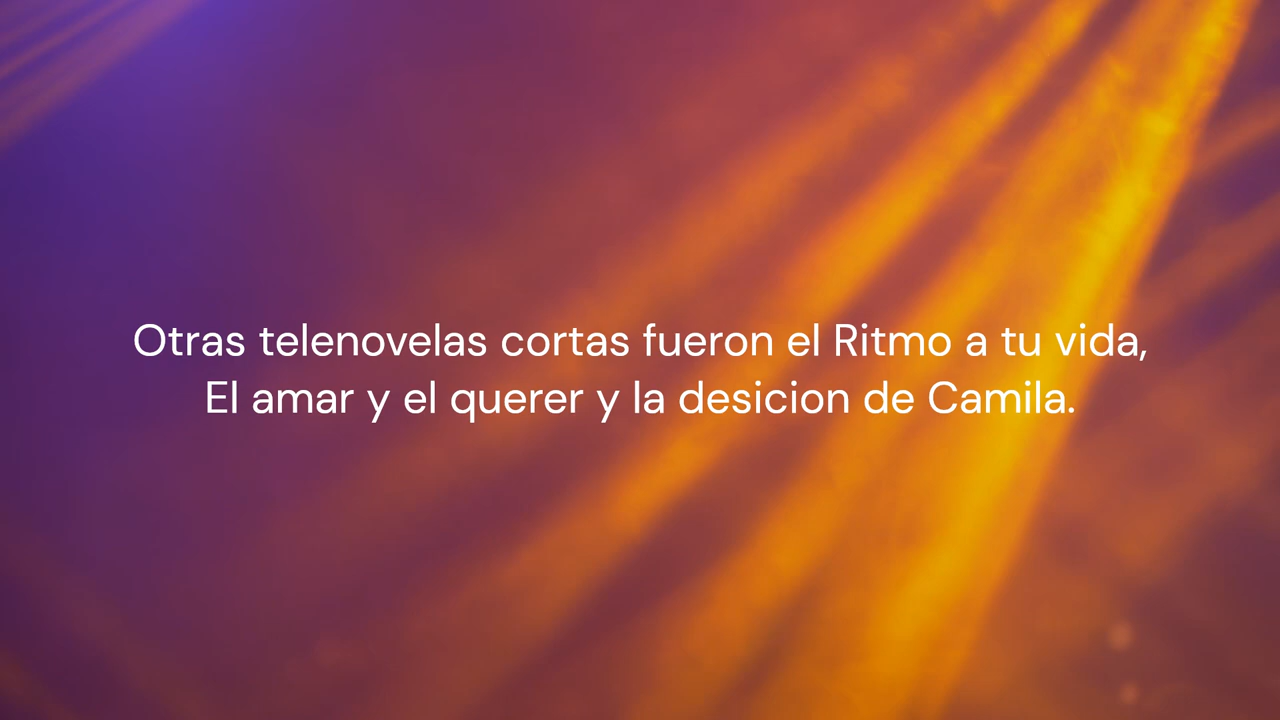 Otras telenovelas cortas fueron el Ritmo a tu vida,
El amar y el querer y la desicion de Camila.